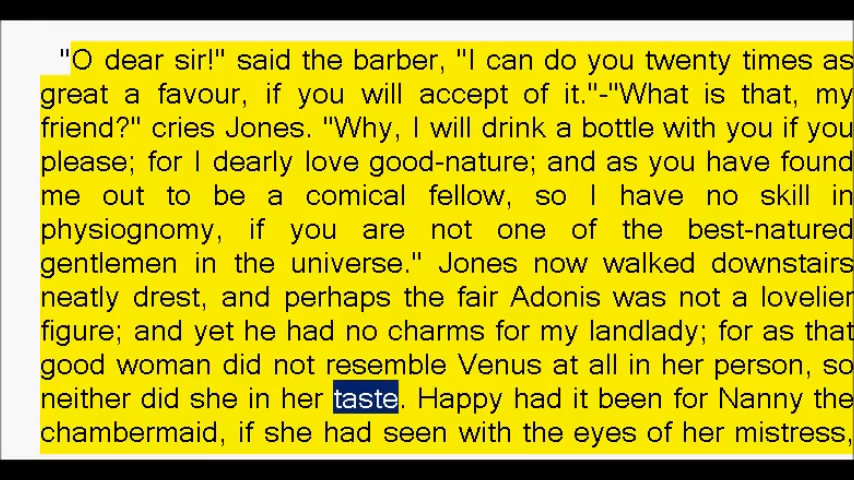 "O dear sir!" said the barber, "I can do you twenty times as
great a favour, if you will accept of it."-"What is that, my
friend?" cries Jones. "Why, I will drink a bottle with you if you
please; for I dearly love good-nature; and as you have found
me out to be a comical fellow, so I have no skill in
physiognomy, if you are not one of the best-natured
gentlemen in the universe." Jones now walked downstairs
neatly drest, and perhaps the fair Adonis was not a lovelier
figure; and yet he had no charms for my landlady; for as that
good woman did not resemble Venus at all in her person, so
neither did she in her taste. Happy had it been for Nanny the
chambermaid, if she had seen with the eyes of her mistress,